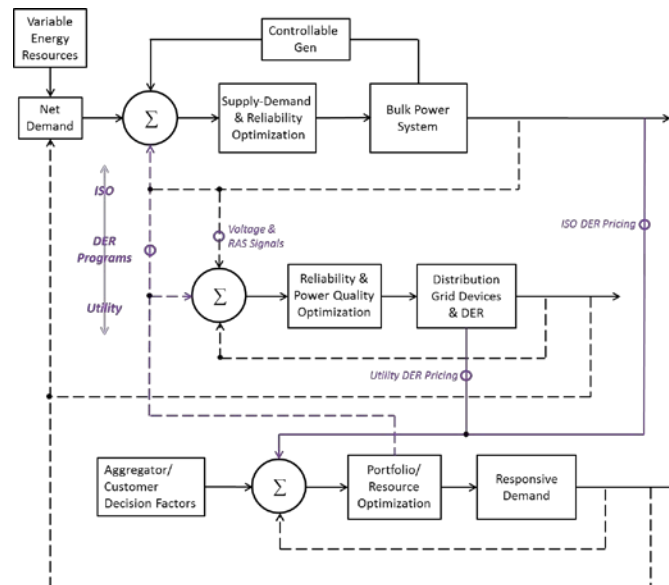 Variable
Energy
Resources
Controllable
Gen
Net
Demand
Σ
Supply-Demand
& Reliability
Optimization
Bulk Power
System
ISO
DER
Programs
Utility
Voltage &
RAS Signals
ISO DER Pricing
Σ
Reliability &
Power Quality
Optimization
Distribution
Grid Devices
& DER
Utility DER Pricing
Aggregator/
Customer
Decision Factors
Σ
Portfolio/
Resource
Optimization
Responsive
Demand